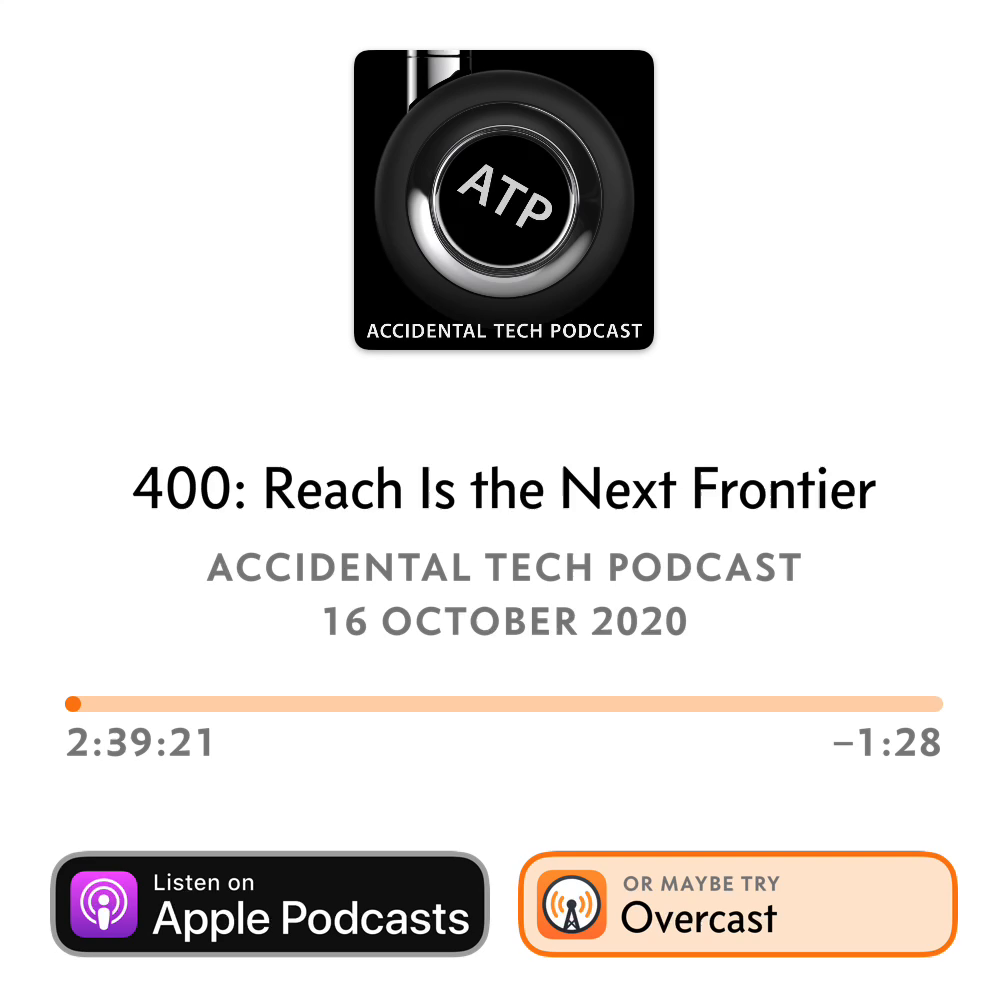 ATP
ACCIDENTAL TECH PODCAST
400: Reach Is the Next Frontier
ACCIDENTAL TECH PODCAST
16 OCTOBER 2020
2:39:21
–1:28
Listen on
Apple Podcasts
OR MAYBE TRY
Overcast